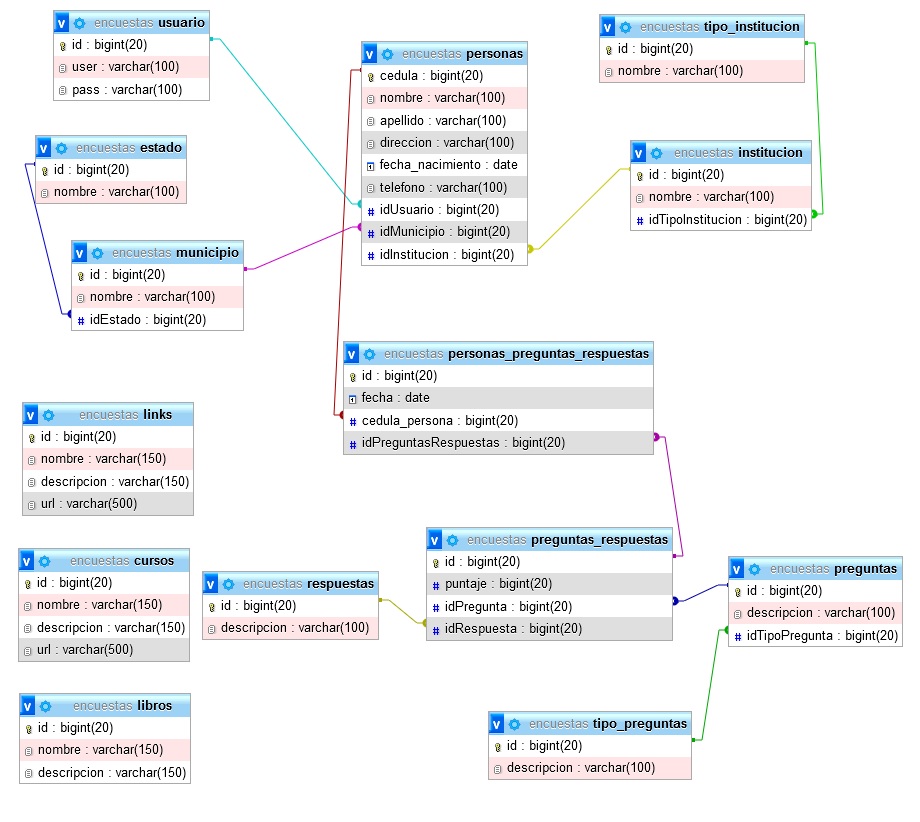 encuestas usuario
id : bigint(20)
user : varchar(100)
pass : varchar(100)
encuestas personas
cedula : bigint(20)
nombre : varchar(100)
apellido : varchar(100)
direccion : varchar(100)
fecha_nacimiento : date
telefono : varchar(100)
idUsuario : bigint(20)
idMunicipio : bigint(20)
idInstitucion : bigint(20)
encuestas tipo_institucion
id : bigint(20)
nombre : varchar(100)
encuestas estado
id : bigint(20)
nombre : varchar(100)
encuestas institucion
id : bigint(20)
nombre : varchar(100)
idTipoInstitucion : bigint(20)
encuestas municipio
id : bigint(20)
nombre : varchar(100)
idEstado : bigint(20)
encuestas personas_preguntas_respuestas
id : bigint(20)
fecha : date
cedula_persona : bigint(20)
idPreguntasRespuestas : bigint(20)
encuestas links
id : bigint(20)
nombre : varchar(150)
descripcion : varchar(150)
url : varchar(500)
encuestas cursos
id : bigint(20)
nombre : varchar(150)
descripcion : varchar(150)
url : varchar(500)
encuestas respuestas
id : bigint(20)
descripcion : varchar(100)
encuestas preguntas_respuestas
id : bigint(20)
puntaje : bigint(20)
idPregunta : bigint(20)
idRespuesta : bigint(20)
encuestas preguntas
id : bigint(20)
descripcion : varchar(100)
idTipoPregunta : bigint(20)
encuestas libros
id : bigint(20)
nombre : varchar(150)
descripcion : varchar(150)
encuestas tipo_preguntas
id : bigint(20)
descripcion : varchar(100)